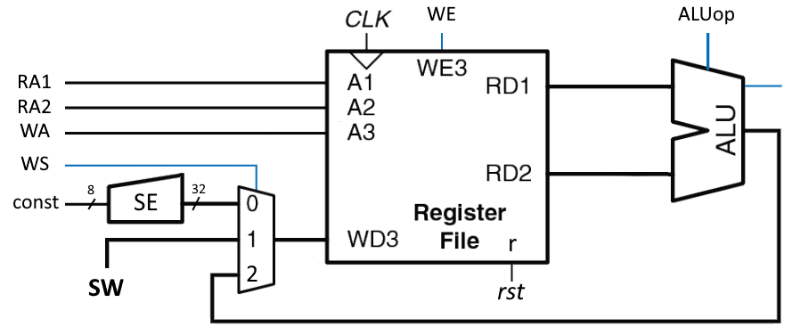 CLK
WE
ALUop
WE3
RA1
A1
RD1
RA2
A2
WA
A3
ALU
WS
RD2
const
8
SE
32
0
1
2
WD3
Register
File
r
SW
rst